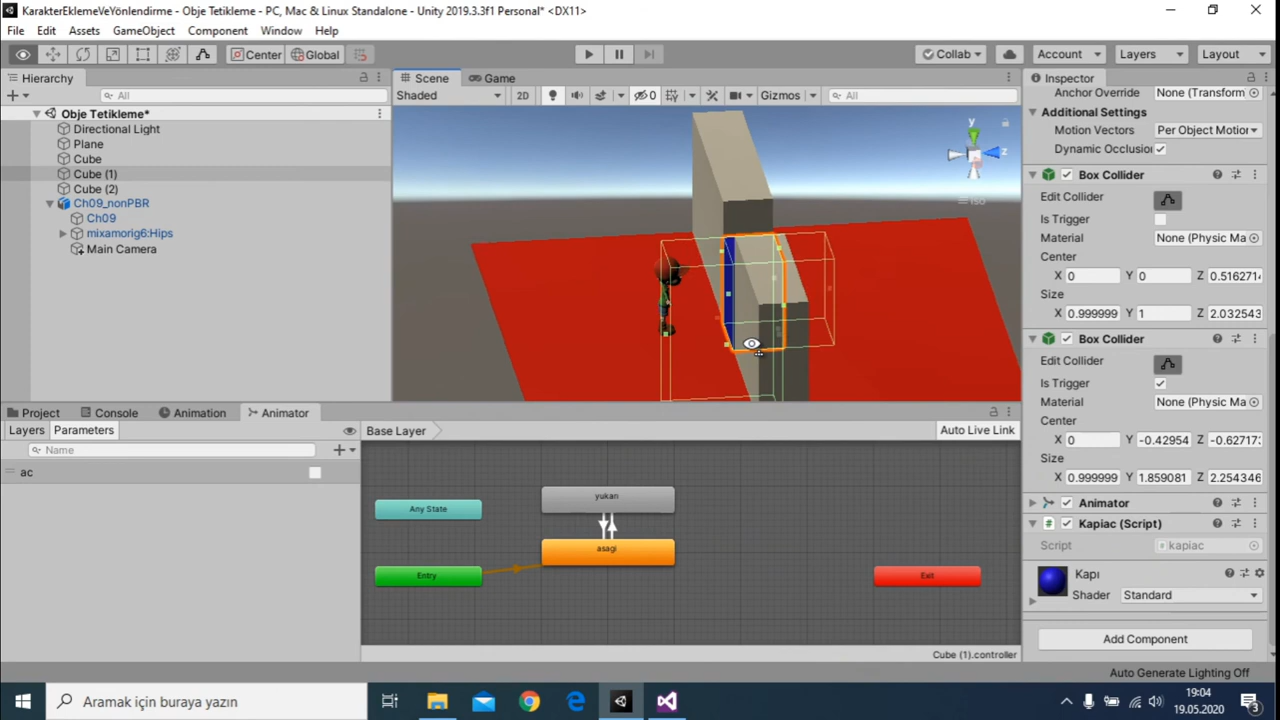 KarakterEklemeVeYönlendirme - Obje Tetikleme - PC, Mac & Linux Standalone - Unity 2019.3.3f1 Personal* <DX11>
File Edit Assets GameObject Component Window Help
Center Global Collab Account Layers Layout
Hierarchy
All
Obje Tetikleme*
Directional Light
Plane
Cube
Cube (1)
Cube (2)
Ch09_nonPBR
Ch09
mixamorig6:Hips
Main Camera
Scene Game
Shaded 2D 0 Gizmos All
y
z
Iso
Inspector
Anchor Override None (Transform
Additional Settings
Motion Vectors Per Object Motion
Dynamic Occlusion
Box Collider
Edit Collider
Is Trigger
Material None (Physic Ma
Center
X 0 Y 0 Z 0.516271
Size
X 0.999999 Y 1 Z 2.032543
Box Collider
Edit Collider
Is Trigger
Material None (Physic Ma
Center
X 0 Y -0.42954 Z -0.62717
Size
X 0.999999 Y 1.859081 Z 2.254346
Animator
Kapiac (Script)
Script kapiac
Kapı
Shader Standard
Add Component
Auto Generate Lighting Off
Project Console Animation Animator
Layers Parameters
Name
ac
Base Layer Auto Live Link
yukarı
Any State
asagi
Entry
Exit
Cube (1).controller
Aramak için buraya yazın
19:04
19.05.2020
3